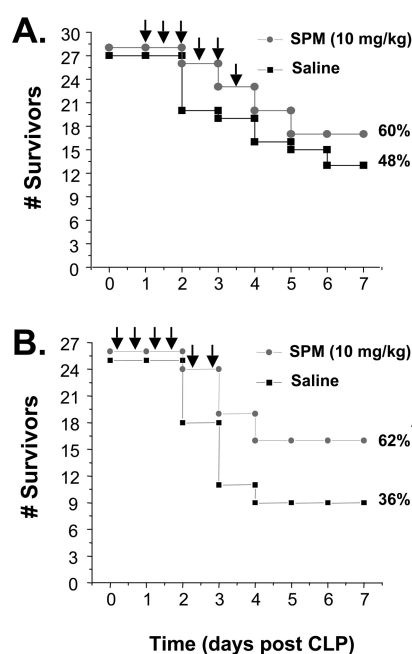 A.
30
27
24
21
18
15
12
9
6
3
0
# Survivors
SPM (10 mg/kg)
Saline
60%
48%
0 1 2 3 4 5 6 7
B.
27
24
21
18
15
12
9
6
3
0
# Survivors
SPM (10 mg/kg)
Saline
62%
36%
0 1 2 3 4 5 6 7
Time (days post CLP)